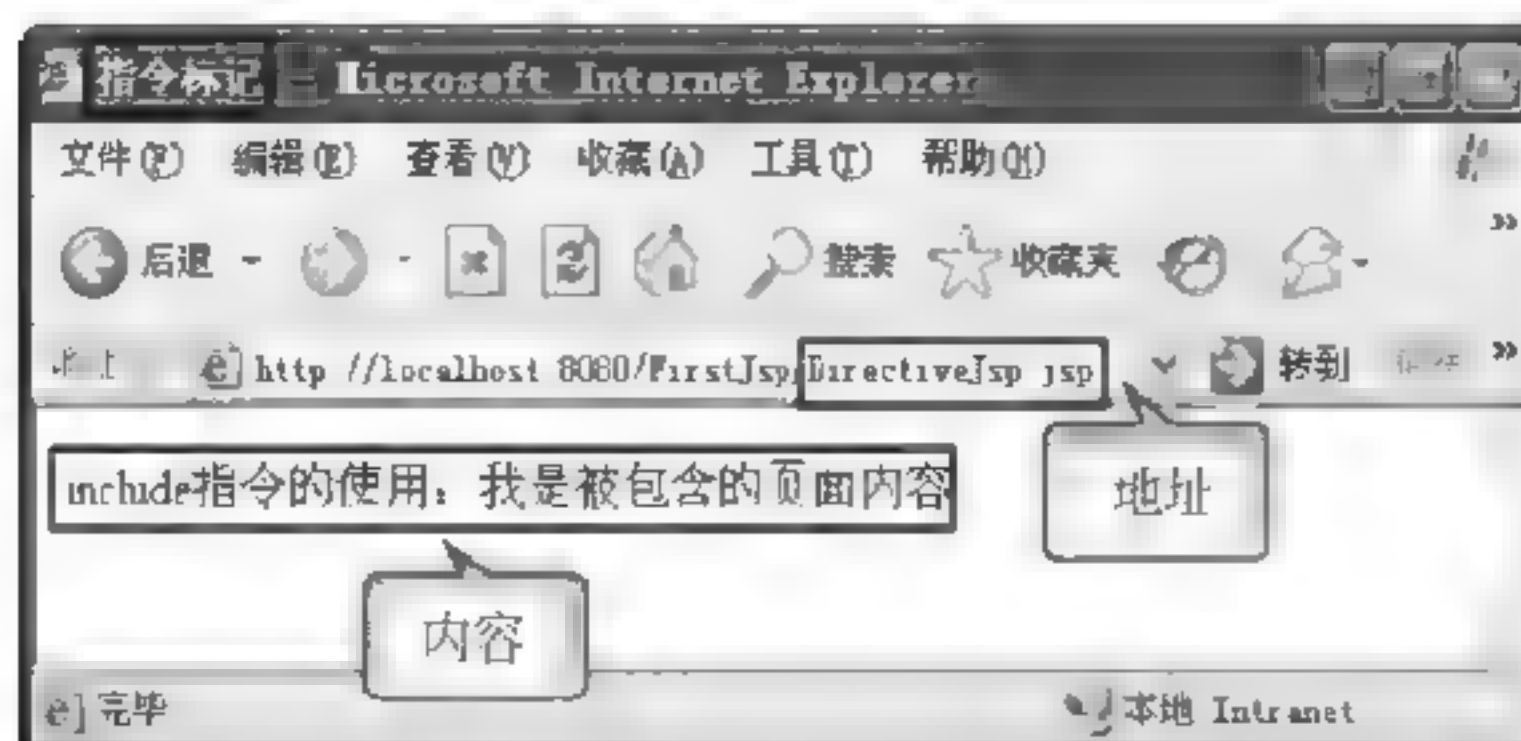 指令标记 - Microsoft Internet Explorer
文件(F) 编辑(E) 查看(V) 收藏(A) 工具(T) 帮助(H)
后退 搜索 收藏夹
http //localhost 8080/FirstJsp/DirectiveJsp jsp 转到
include指令的使用：我是被包含的页面内容
地址
内容
完毕 本地 Intranet